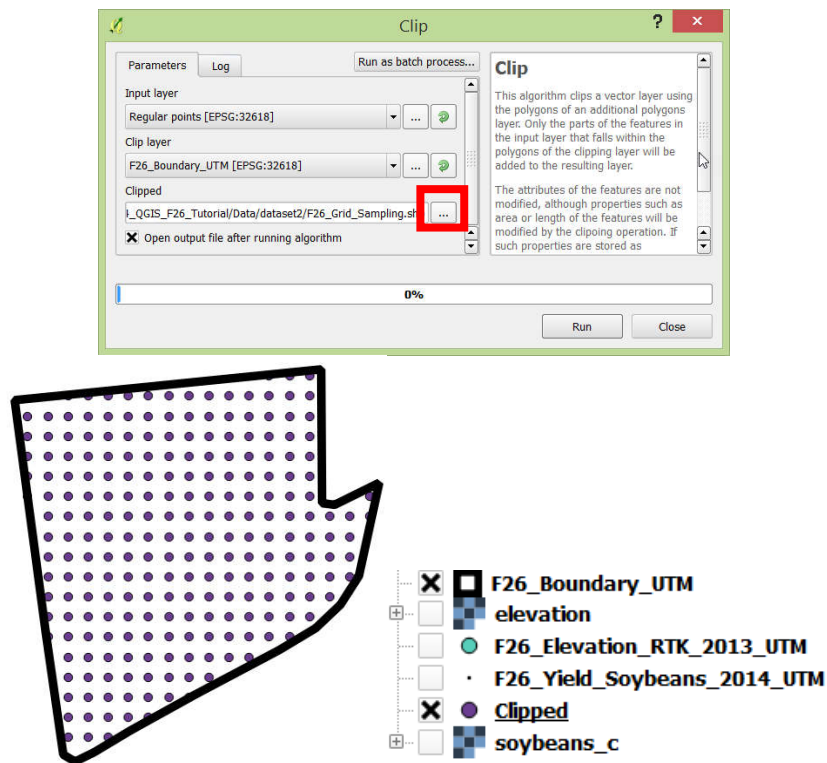 Clip
?
×
Parameters
Log
Run as batch process...
Input layer
Regular points [EPSG:32618]
...
Clip layer
F26_Boundary_UTM [EPSG:32618]
...
Clipped
_QGIS_F26_Tutorial/Data/dataset2/F26_Grid_Sampling.sh
...
Open output file after running algorithm
Clip
This algorithm clips a vector layer using
the polygons of an additional polygons
layer. Only the parts of the features in
the input layer that falls within the
polygons of the clipping layer will be
added to the resulting layer.
The attributes of the features are not
modified, although properties such as
area or length of the features will be
modified by the clipoing operation. If
such properties are stored as
0%
Run
Close
F26_Boundary_UTM
elevation
F26_Elevation_RTK_2013_UTM
F26_Yield_Soybeans_2014_UTM
Clipped
soybeans_c